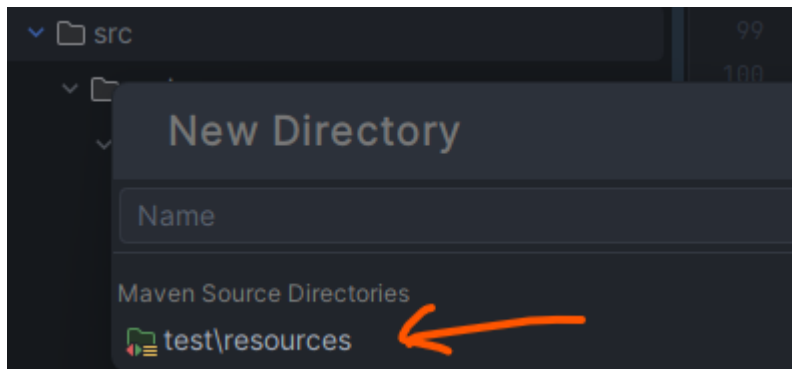 src
99
100
New Directory
Name
Maven Source Directories
test\resources